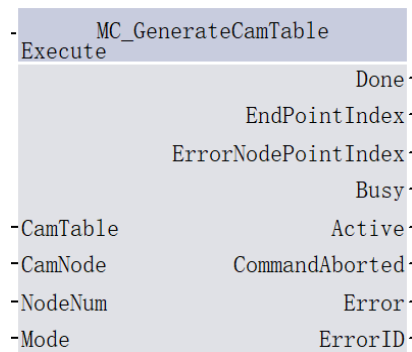 MC_GenerateCamTable
Execute
Done
EndPointIndex
ErrorNodePointIndex
Busy
CamTable Active
CamNode CommandAborted
NodeNum Error
Mode ErrorID